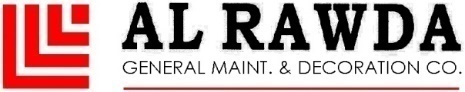 AL RAWDA
GENERAL MAINT. & DECORATION CO.